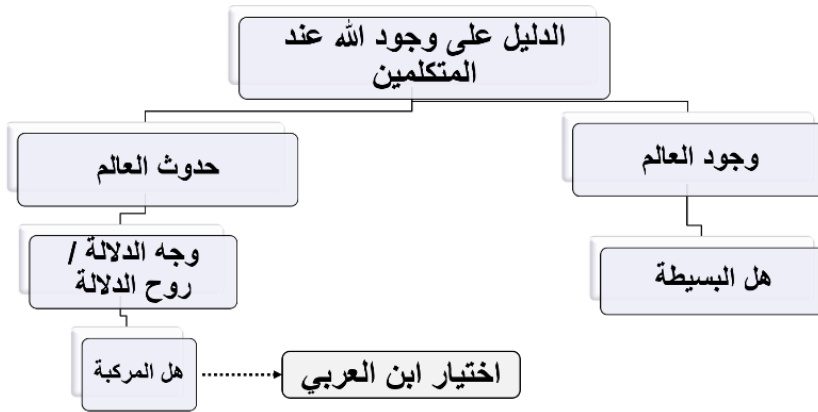 الدليل على وجود الله عند
المتكلمين
وجود العالم
حدوث العالم
وجه الدلالة /
روح الدلالة
هل البسيطة
هل المركبة
اختيار ابن العربي